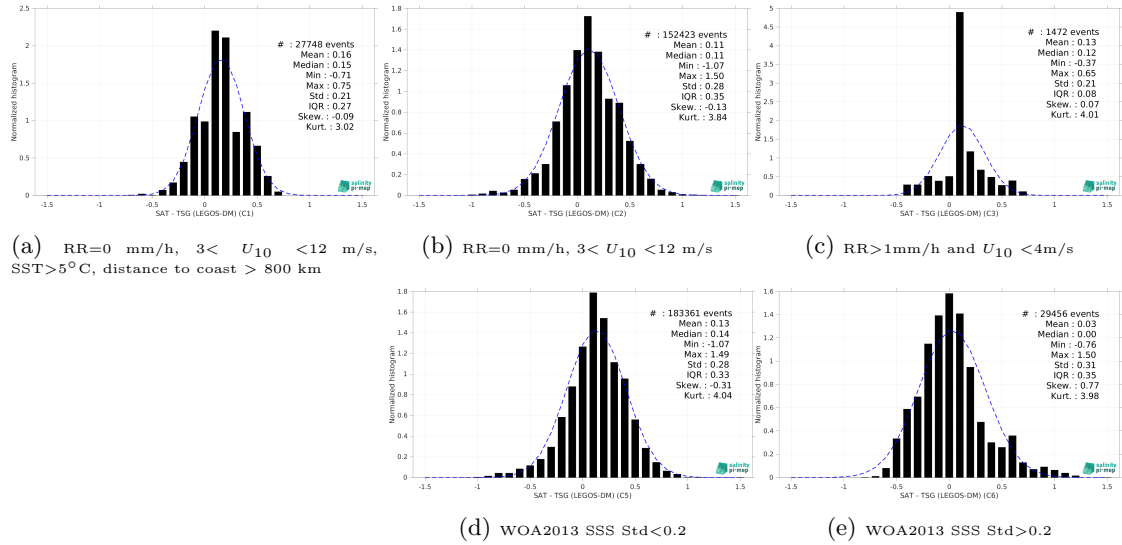 2.5
2
1.5
1
0.5
0
Normalized histogram
# : 27748 events
Mean : 0.16
Median : 0.15
Min : -0.71
Max : 0.75
Std : 0.21
IQR : 0.27
Skew. : -0.09
Kurt. : 3.02
salinity
pi-mep
-1.5 -1 -0.5 0 0.5 1 1.5
SAT - TSG (LEGOS-DM) (C1)
(a) RR=0 mm/h, 3< U10 <12 m/s,
SST>5°C, distance to coast > 800 km
1.8
1.6
1.4
1.2
1
0.8
0.6
0.4
0.2
0
Normalized histogram
# : 152423 events
Mean : 0.11
Median : 0.11
Min : -1.07
Max : 1.50
Std : 0.28
IQR : 0.35
Skew. : -0.13
Kurt. : 3.84
salinity
pi-mep
-1.5 -1 -0.5 0 0.5 1 1.5
SAT - TSG (LEGOS-DM) (C2)
(b) RR=0 mm/h, 3< U10 <12 m/s
5
4.5
4
3.5
3
2.5
2
1.5
1
0.5
0
Normalized histogram
# : 1472 events
Mean : 0.13
Median : 0.12
Min : -0.37
Max : 0.65
Std : 0.21
IQR : 0.08
Skew. : 0.07
Kurt. : 4.01
salinity
pi-mep
-1.5 -1 -0.5 0 0.5 1 1.5
SAT - TSG (LEGOS-DM) (C3)
(c) RR>1mm/h and U10 <4m/s
1.8
1.6
1.4
1.2
1
0.8
0.6
0.4
0.2
0
Normalized histogram
# : 183361 events
Mean : 0.13
Median : 0.14
Min : -1.07
Max : 1.49
Std : 0.28
IQR : 0.33
Skew. : -0.31
Kurt. : 4.04
salinity
pi-mep
-1.5 -1 -0.5 0 0.5 1 1.5
SAT - TSG (LEGOS-DM) (C5)
(d) WOA2013 SSS Std<0.2
1.6
1.4
1.2
1
0.8
0.6
0.4
0.2
0
Normalized histogram
# : 29456 events
Mean : 0.03
Median : 0.00
Min : -0.76
Max : 1.50
Std : 0.31
IQR : 0.35
Skew. : 0.77
Kurt. : 3.98
salinity
pi-mep
-1.5 -1 -0.5 0 0.5 1 1.5
SAT - TSG (LEGOS-DM) (C6)
(e) WOA2013 SSS Std>0.2